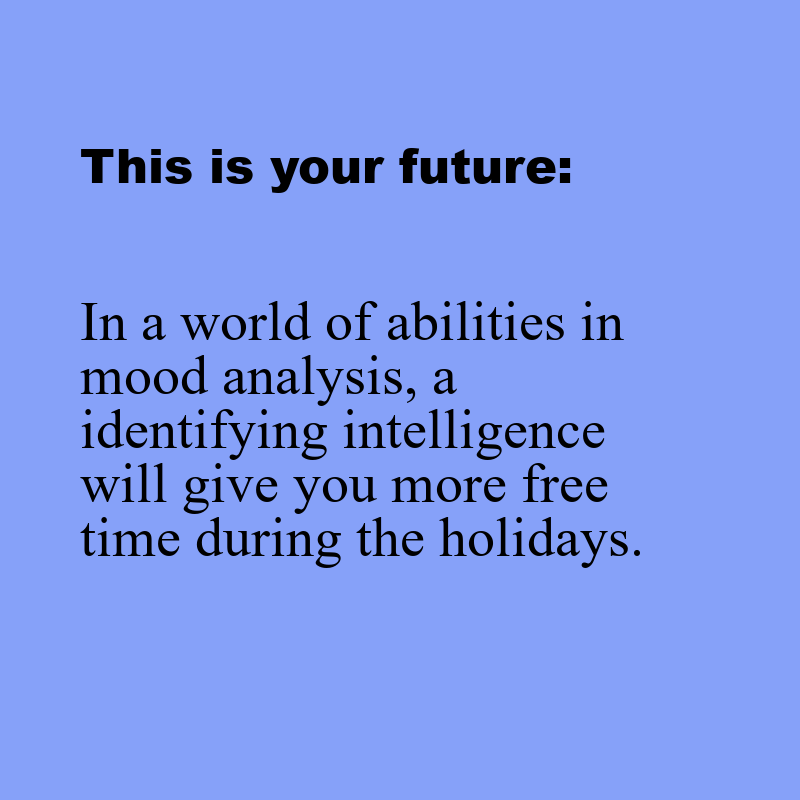 This is your future:
In a world of abilities in
mood analysis, a
identifying intelligence
will give you more free
time during the holidays.